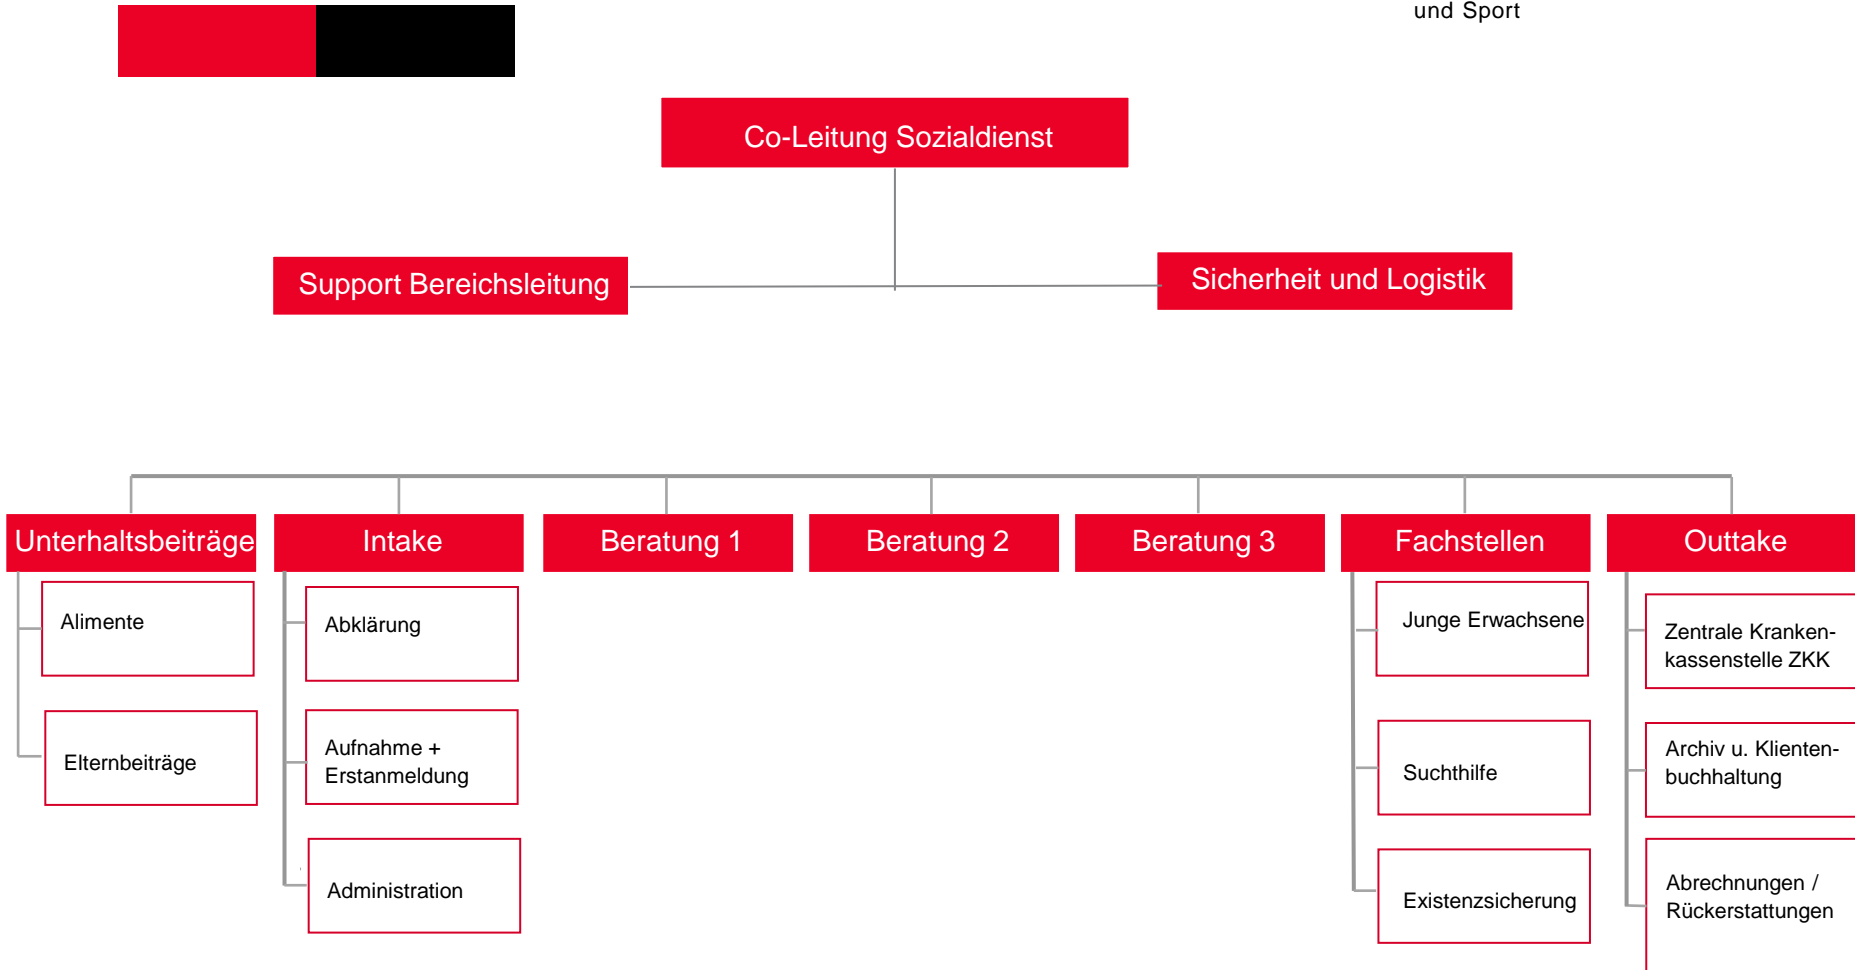 und Sport
Co-Leitung Sozialdienst
Support Bereichsleitung
Sicherheit und Logistik
Unterhaltsbeiträge
Intake
Beratung 1
Beratung 2
Beratung 3
Fachstellen
Outtake
Alimente
Elternbeiträge
Abklärung
Aufnahme +
Erstanmeldung
Administration
Junge Erwachsene
Suchthilfe
Existenzsicherung
Zentrale Kranken-
kassenstelle ZKK
Archiv u. Klienten-
buchhaltung
Abrechnungen /
Rückerstattungen